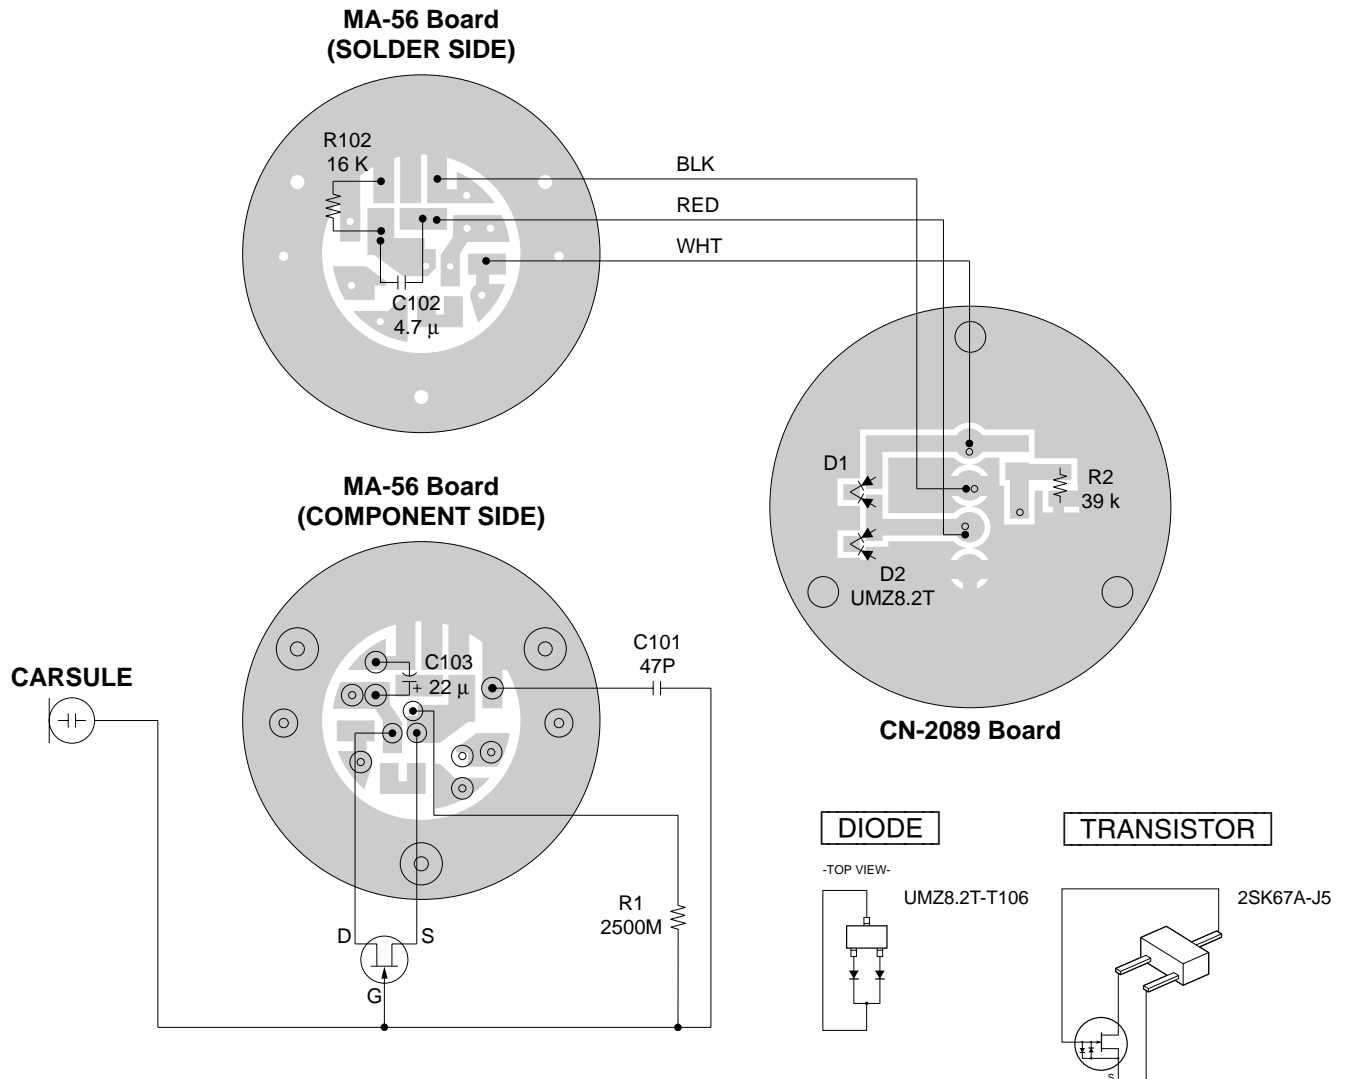 MA-56 Board
(SOLDER SIDE)
R102
16 K
C102
4.7 μ
BLK
RED
WHT
D1
R2
39 k
D2
UMZ8.2T
CN-2089 Board
MA-56 Board
(COMPONENT SIDE)
C103
+ 22 μ
C101
47P
CARSULE
R1
2500M
D
S
G
DIODE
-TOP VIEW-
UMZ8.2T-T106
TRANSISTOR
2SK67A-J5
S